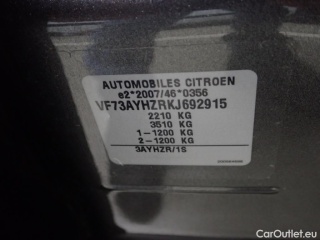 AUTOMOBILES CITROEN
e2*2007/46*0356
VF73AYHZRKJ692915
2210 KG
3510 KG
1-1200 KG
2-1200 KG
3AYHZR/1S
CarOutlet.eu